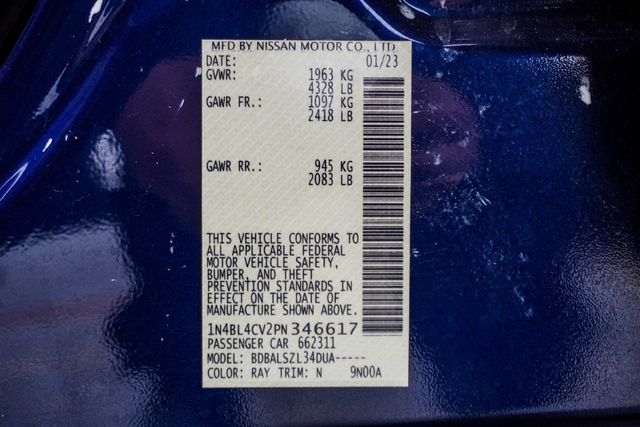 MFD BY NISSAN MOTOR CO., LTD
DATE: 01/23
GVWR: 1963 KG
4328 LB
GAWR FR.: 1097 KG
2418 LB
GAWR RR.: 945 KG
2083 LB
THIS VEHICLE CONFORMS TO
ALL APPLICABLE FEDERAL
MOTOR VEHICLE SAFETY,
BUMPER, AND THEFT
PREVENTION STANDARDS IN
EFFECT ON THE DATE OF
MANUFACTURE SHOWN ABOVE.
1N4BL4CV2PN346617
PASSENGER CAR 662311
MODEL: BDBALSZL34DUA-----
COLOR: RAY TRIM: N 9N00A